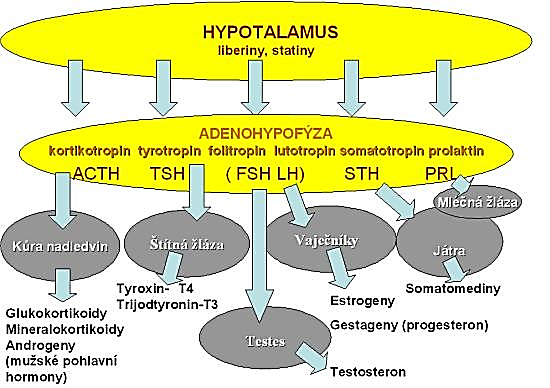 HYPOTALAMUS
liberiny, statiny
ADENOHYPOFÝZA
kortikotropin tyrotropin folitropin lutotropin somatotropin prolaktin
ACTH TSH ( FSH LH) STH PRL
Mléčná žláza
Kůra nadledvin
Štítná žláza
Vaječníky
Játra
Tyroxin- T4
Trijodtyronin-T3
Somatomediny
Estrogeny
Gestageny (progesteron)
Glukokortikoidy
Mineralokortikoidy
Androgeny
(mužské pohlavní
hormony)
Testes
Testosteron